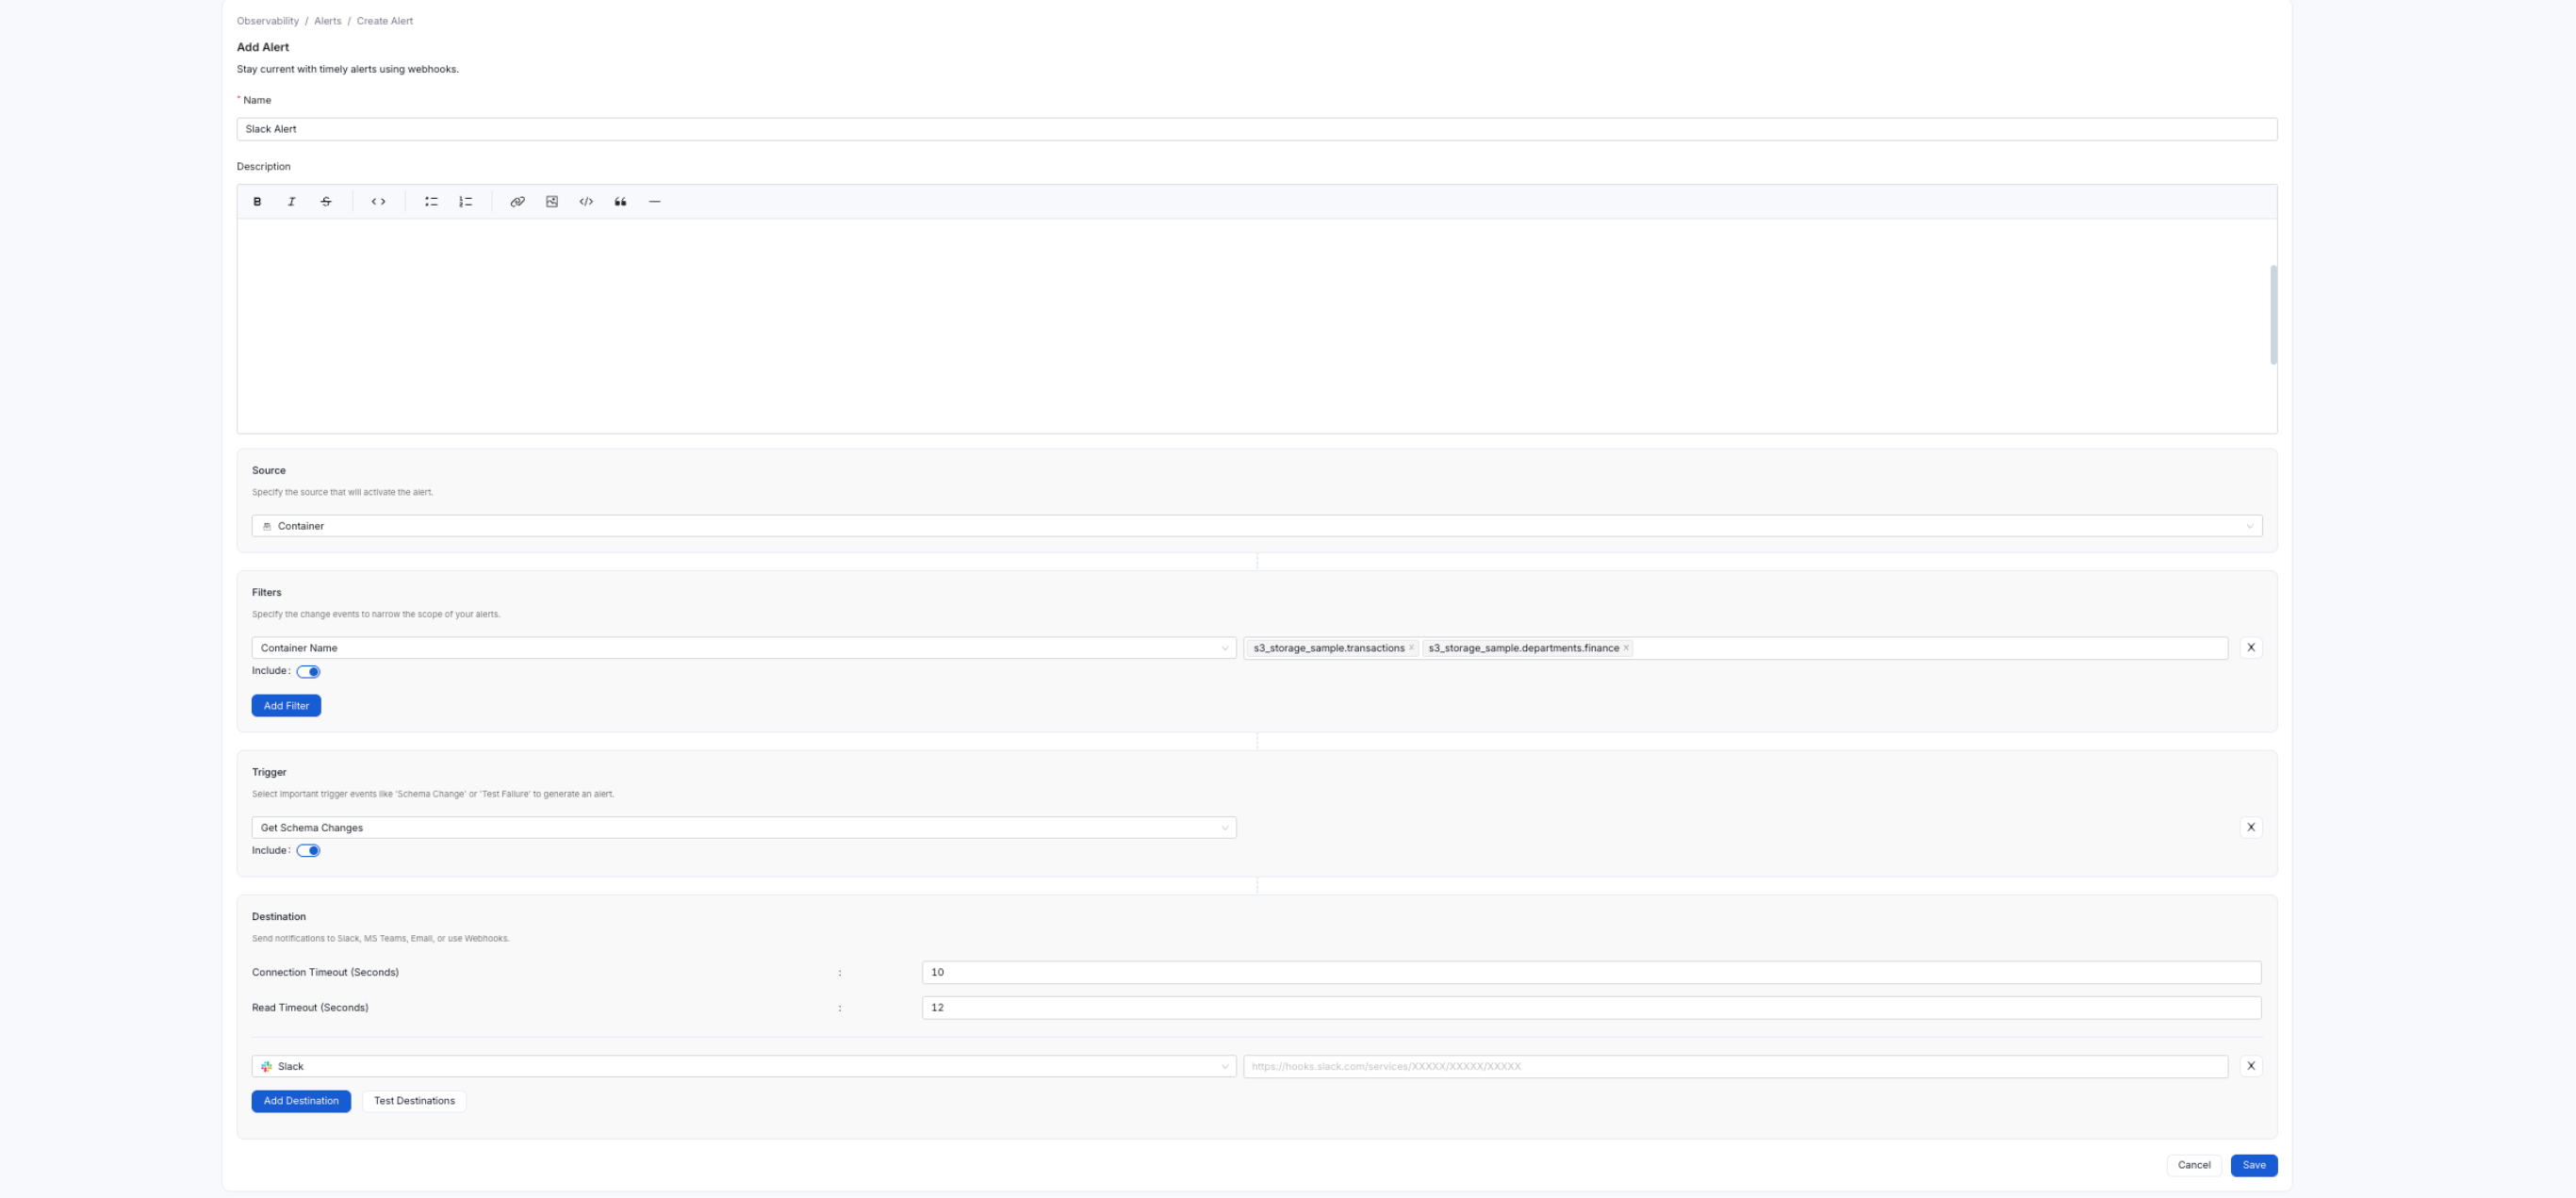 Observability / Alerts / Create Alert
Add Alert
Stay current with timely alerts using webhooks.
* Name
Slack Alert
Description
Source
Specify the source that will activate the alert.
Container
Filters
Specify the change events to narrow the scope of your alerts.
Container Name
s3_storage_sample.transactions × s3_storage_sample.departments.finance ×
Include :
Add Filter
Trigger
Select important trigger events like 'Schema Change' or 'Test Failure' to generate an alert.
Get Schema Changes
Include :
Destination
Send notifications to Slack, MS Teams, Email, or use Webhooks.
Connection Timeout (Seconds) : 10
Read Timeout (Seconds) : 12
Slack https://hooks.slack.com/services/XXXXX/XXXXX/XXXXX
Add Destination Test Destinations
Cancel Save